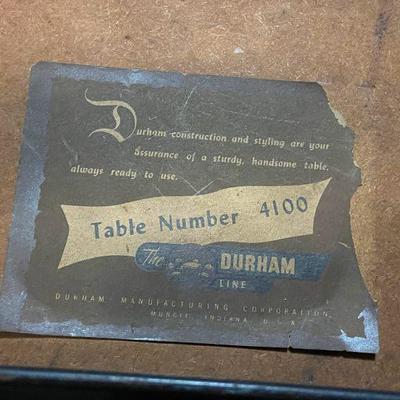 Durham construction and styling are your
assurance of a sturdy, handsome table,
always ready to use.
Table Number 4100
The DURHAM
LINE
DURHAM MANUFACTURING CORPORATION
MUNCIE, INDIANA, U.S.A.